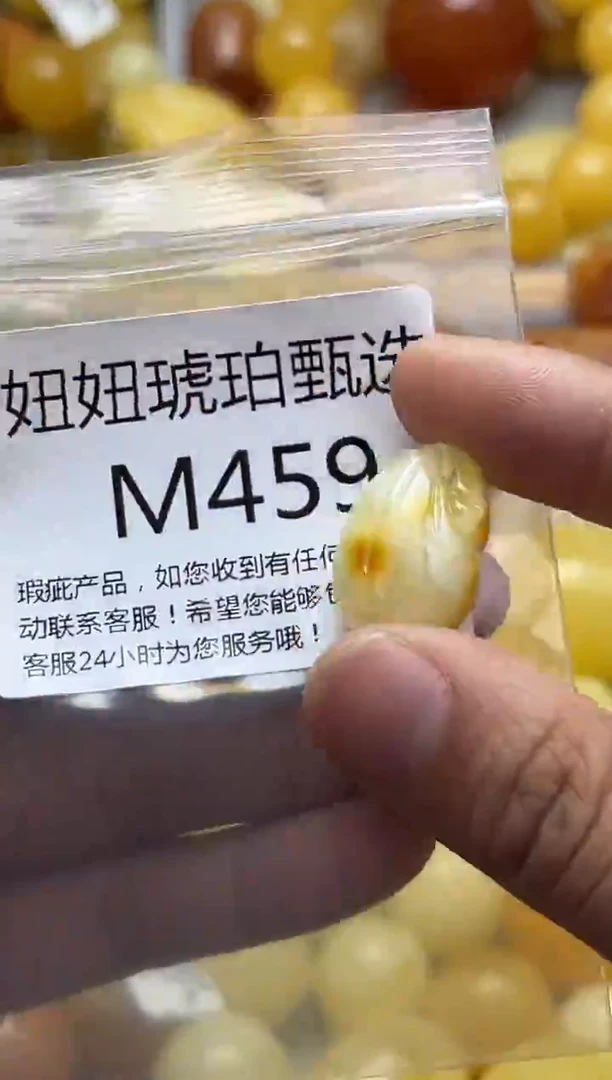 妞妞琥珀甄选
M459
瑕疵产品，如您收到有任何
动联系客服！希望您能够
客服24小时为您服务哦！